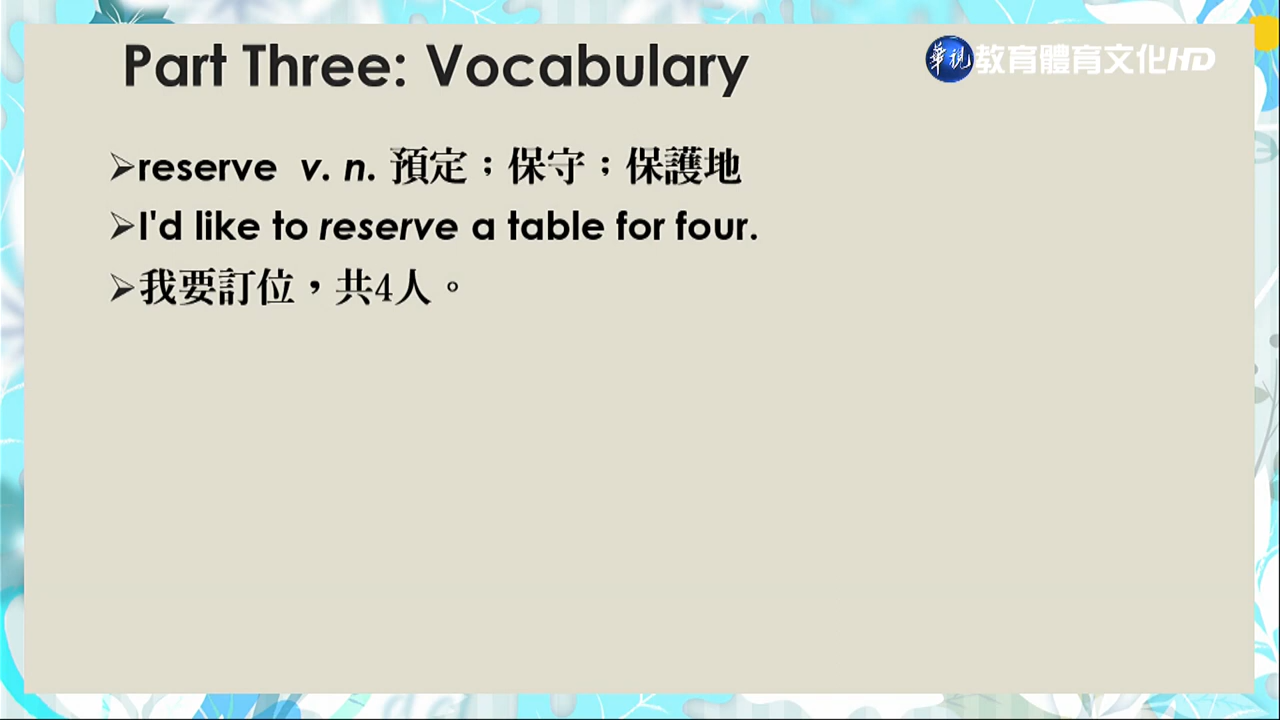 Part Three: Vocabulary
華視 教育體育文化HD
➢reserve v. n. 預定；保守；保護地
➢I'd like to reserve a table for four.
➢我要訂位，共4人。